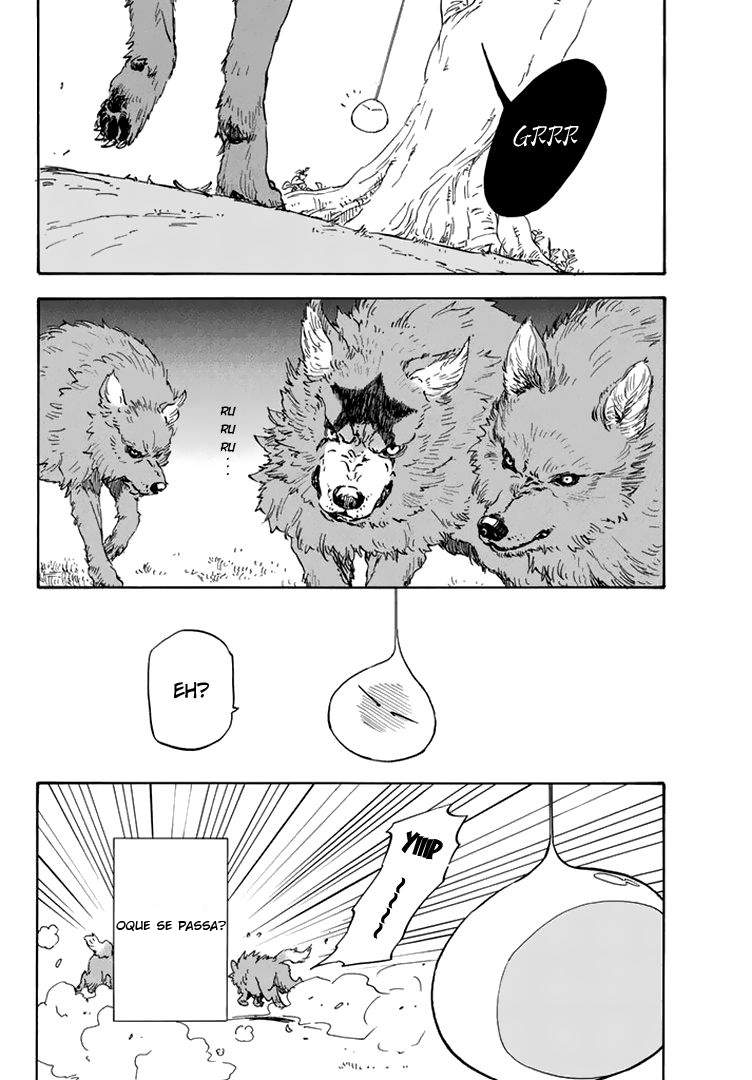 GRRR
RU
RU
RU
...
EH?
YIIIP
~~~~
OQUE SE PASSA?